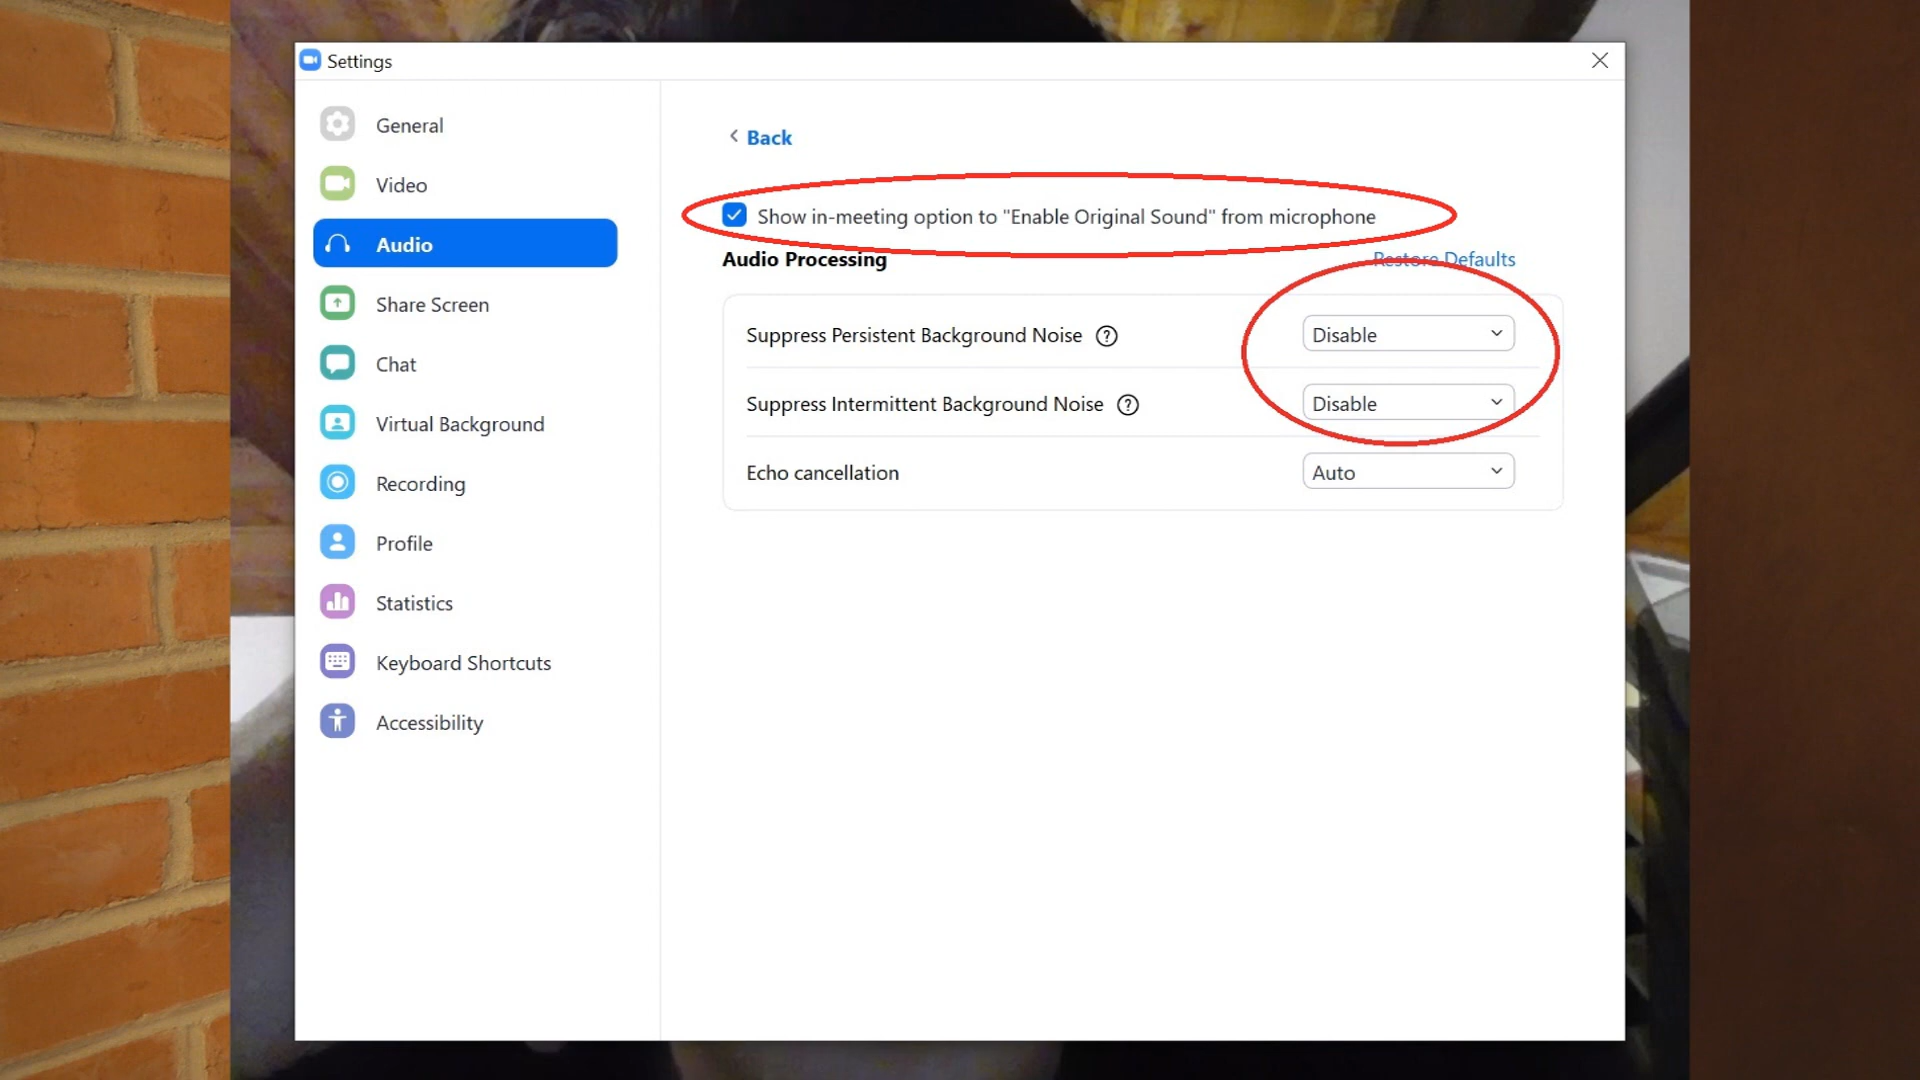 Settings
General
Video
Audio
Share Screen
Chat
Virtual Background
Recording
Profile
Statistics
Keyboard Shortcuts
Accessibility
Back
Show in-meeting option to "Enable Original Sound" from microphone
Audio Processing Restore Defaults
Suppress Persistent Background Noise ? Disable
Suppress Intermittent Background Noise ? Disable
Echo cancellation Auto